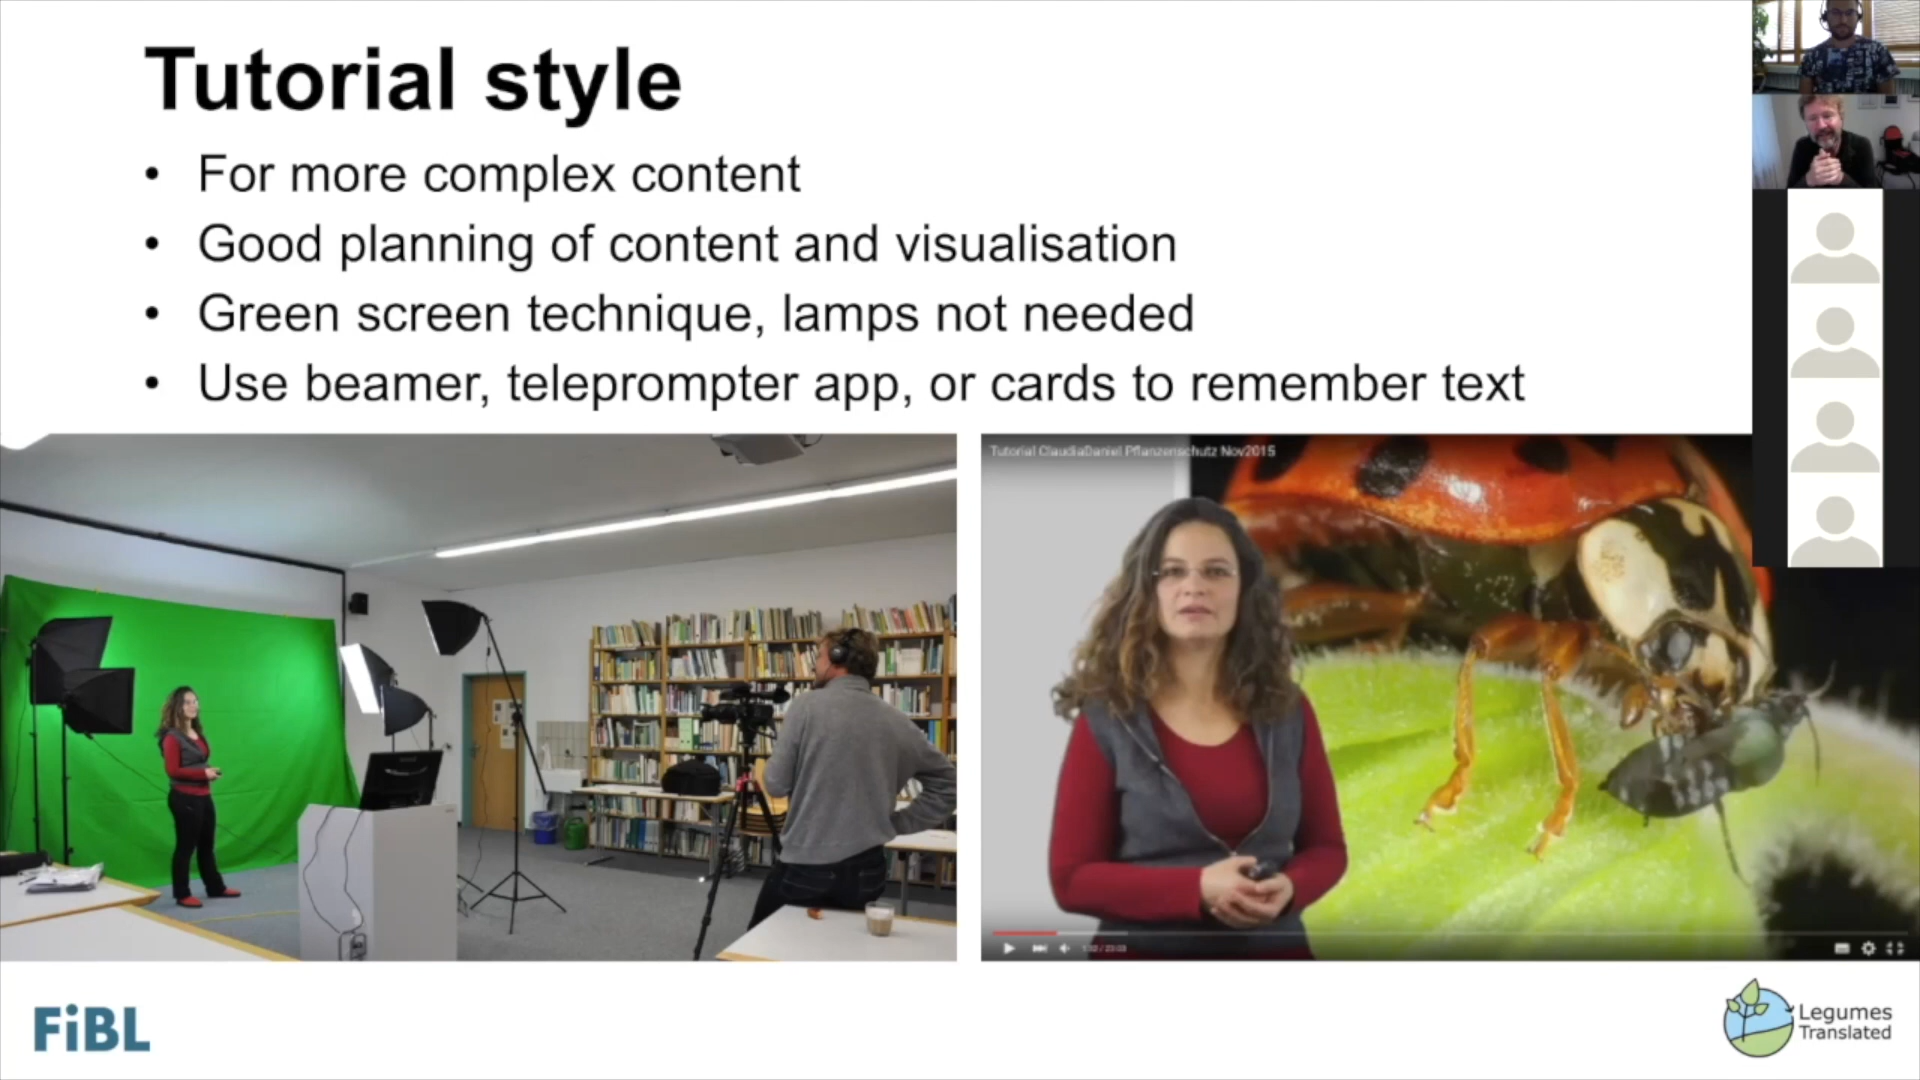 Tutorial style
• For more complex content
• Good planning of content and visualisation
• Green screen technique, lamps not needed
• Use beamer, teleprompter app, or cards to remember text
Tutorial ClaudiaDaniel Pflanzenschutz Nov2015
FiBL
Legumes
Translated